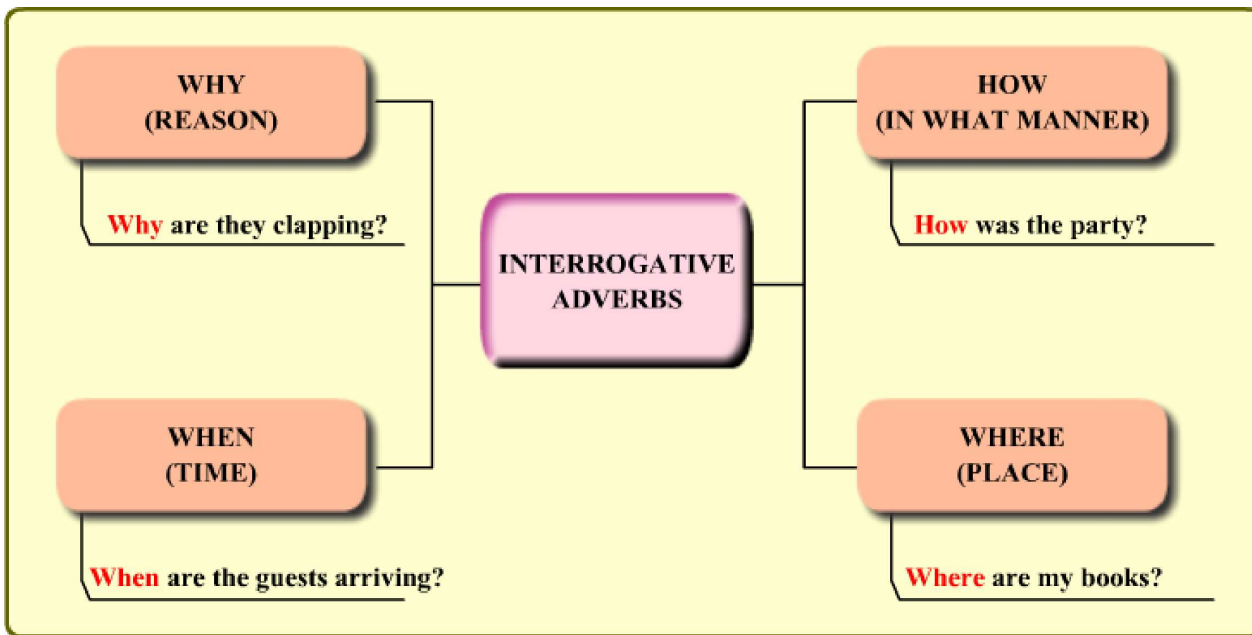 WHY
(REASON)
Why are they clapping?
HOW
(IN WHAT MANNER)
How was the party?
INTERROGATIVE
ADVERBS
WHEN
(TIME)
When are the guests arriving?
WHERE
(PLACE)
Where are my books?